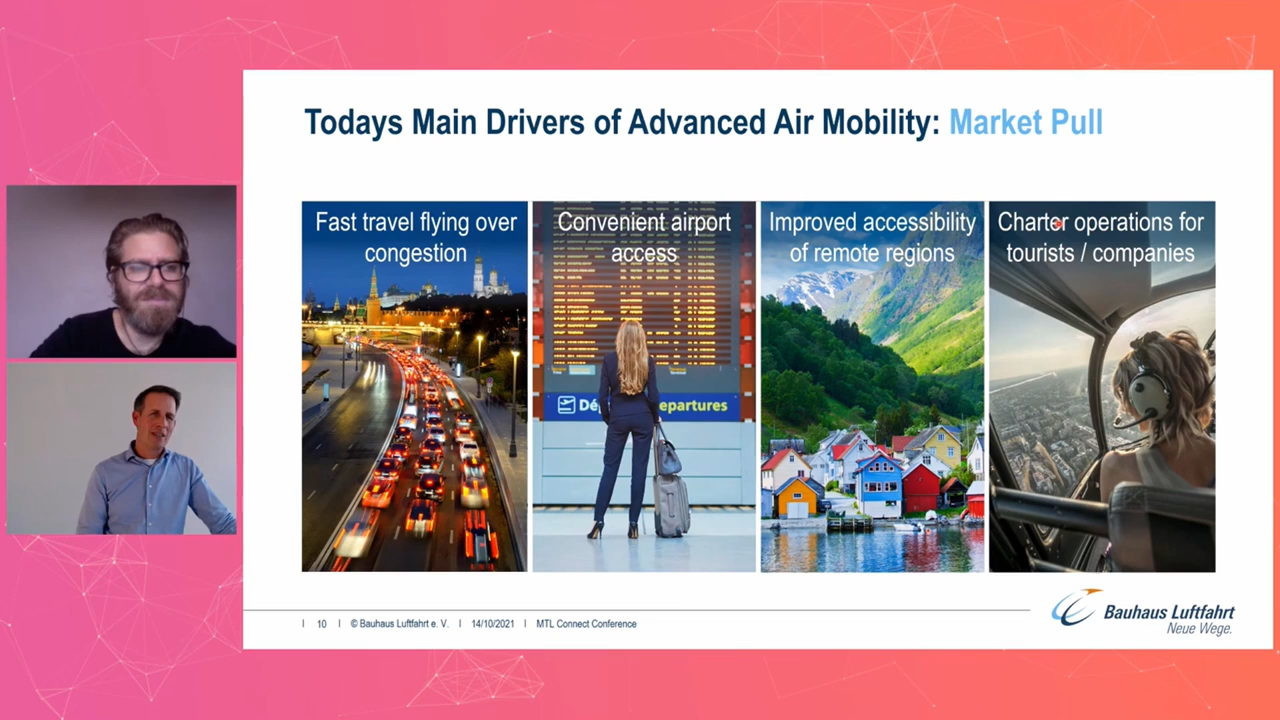 Todays Main Drivers of Advanced Air Mobility: Market Pull
Fast travel flying over
congestion
Convenient airport
access
Improved accessibility
of remote regions
Charter operations for
tourists / companies
Dé
epartures
| 10 | © Bauhaus Luftfahrt e. V. | 14/10/2021 | MTL Connect Conference
Bauhaus Luftfahrt
Neue Wege.